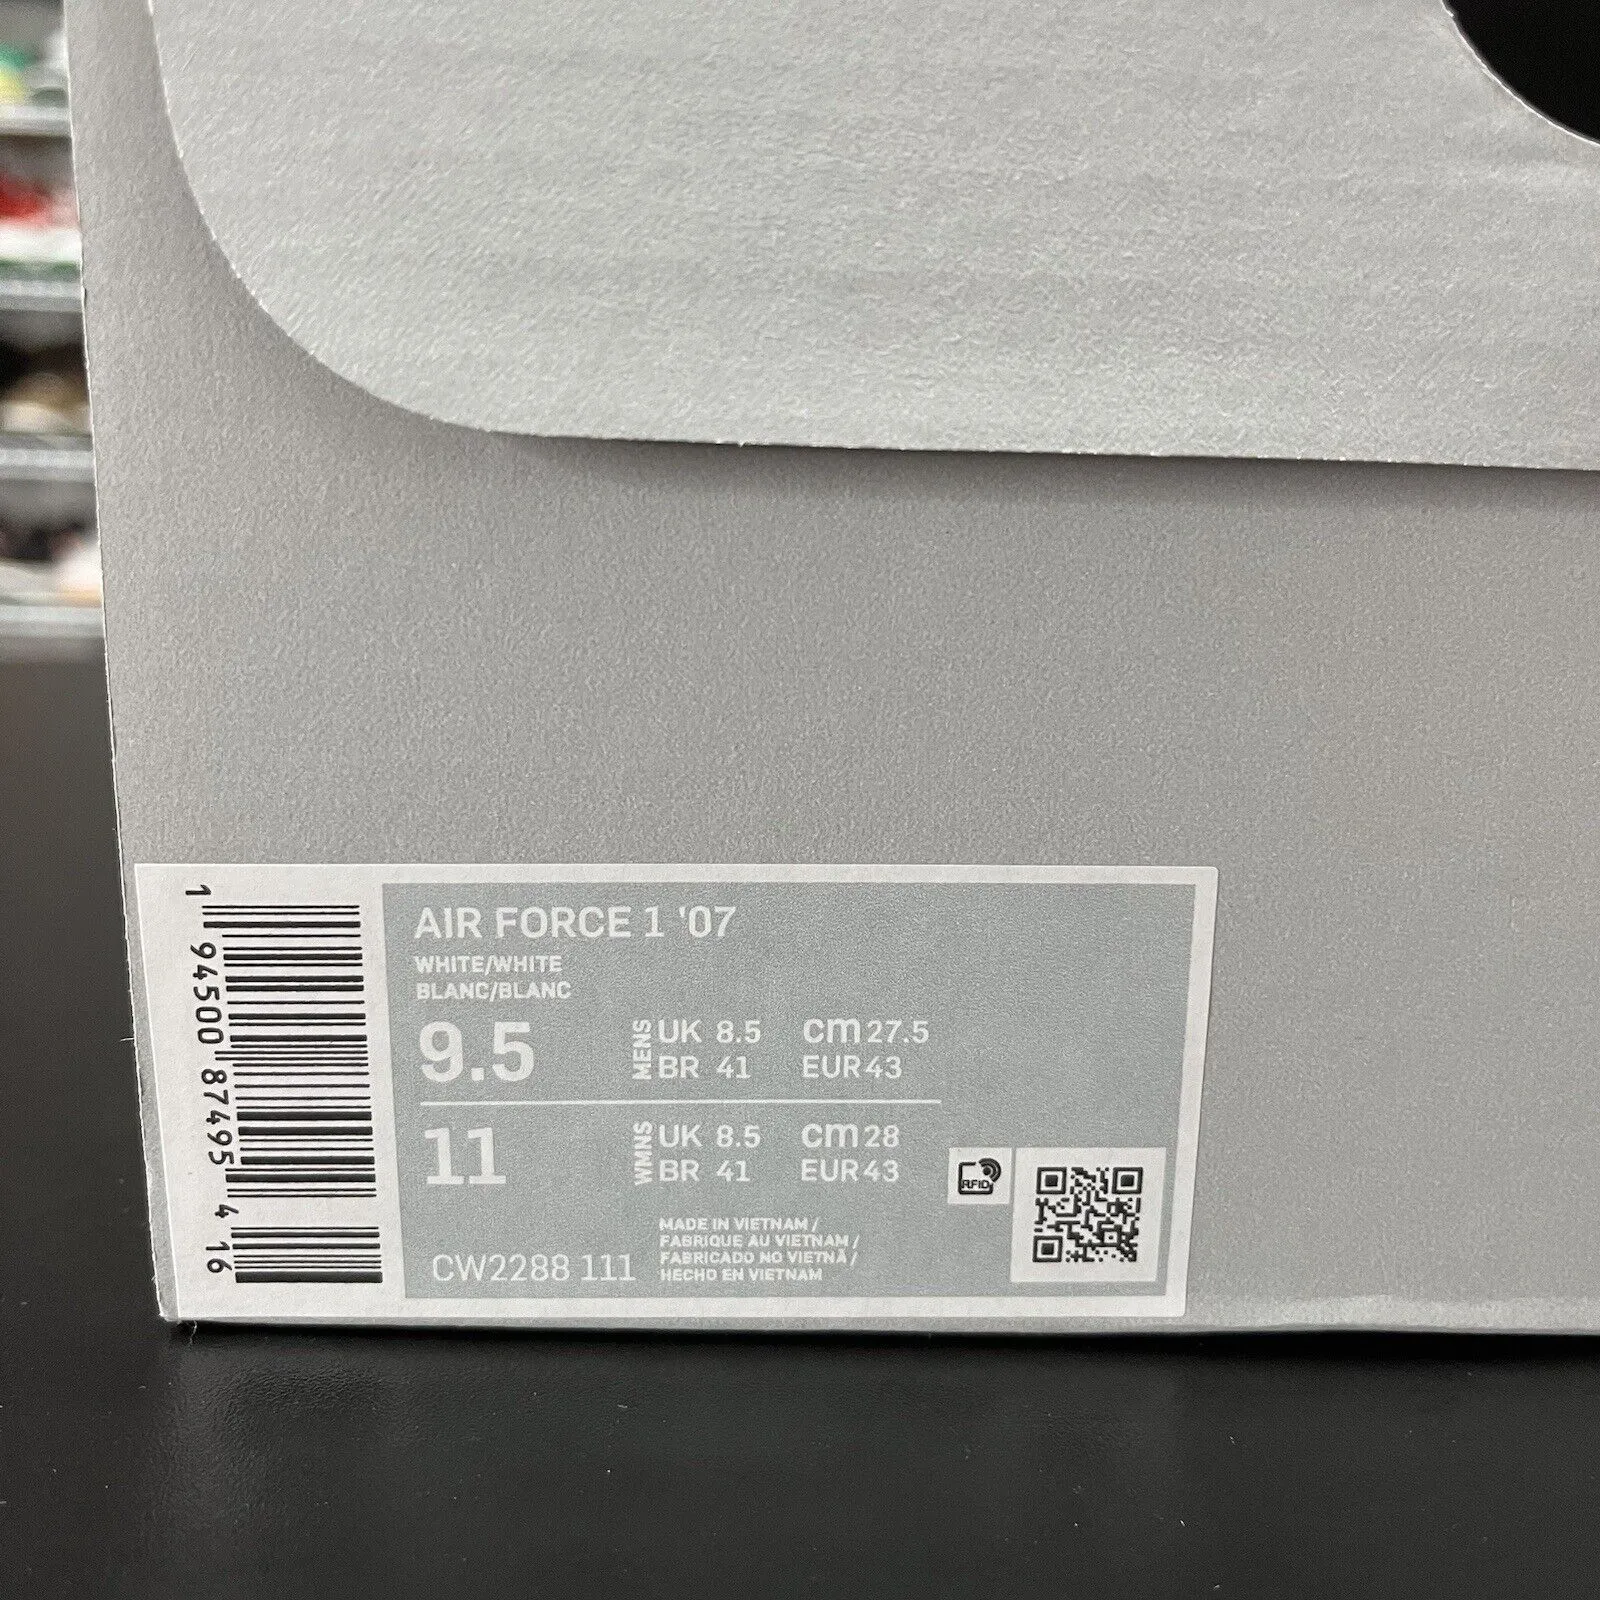 AIR FORCE 1 '07
WHITE/WHITE
BLANC/BLANC
9.5
MENS
UK 8.5 cm 27.5
BR 41 EUR 43
11
WMNS
UK 8.5 cm 28
BR 41 EUR 43
CW2288 111
MADE IN VIETNAM /
FABRIQUE AU VIETNAM /
FABRICADO NO VIETNÃ /
HECHO EN VIETNAM
RFID
1 94500 87495 4 16